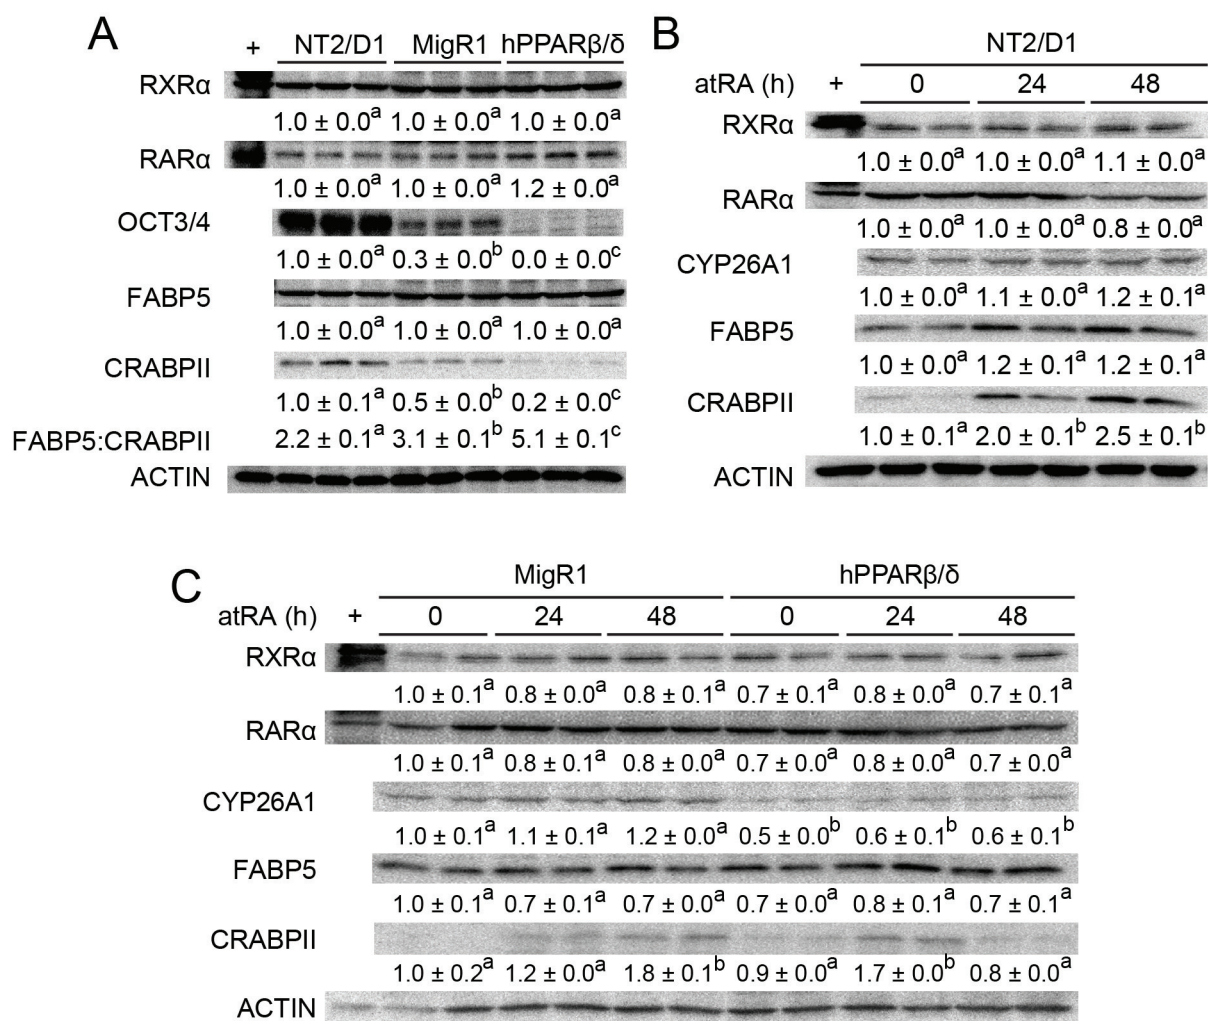 A
+ NT2/D1 MigR1 hPPARβ/δ
RXRα
1.0 ± 0.0a 1.0 ± 0.0a 1.0 ± 0.0a
RARα
1.0 ± 0.0a 1.0 ± 0.0a 1.2 ± 0.0a
OCT3/4
1.0 ± 0.0a 0.3 ± 0.0b 0.0 ± 0.0c
FABP5
1.0 ± 0.0a 1.0 ± 0.0a 1.0 ± 0.0a
CRABPII
1.0 ± 0.1a 0.5 ± 0.0b 0.2 ± 0.0c
FABP5:CRABPII 2.2 ± 0.1a 3.1 ± 0.1b 5.1 ± 0.1c
ACTIN
B
NT2/D1
atRA (h) + 0 24 48
RXRα
1.0 ± 0.0a 1.0 ± 0.0a 1.1 ± 0.0a
RARα
1.0 ± 0.0a 1.0 ± 0.0a 0.8 ± 0.0a
CYP26A1
1.0 ± 0.0a 1.1 ± 0.0a 1.2 ± 0.1a
FABP5
1.0 ± 0.0a 1.2 ± 0.1a 1.2 ± 0.1a
CRABPII
1.0 ± 0.1a 2.0 ± 0.1b 2.5 ± 0.1b
ACTIN
C
MigR1 hPPARβ/δ
atRA (h) + 0 24 48 0 24 48
RXRα
1.0 ± 0.1a 0.8 ± 0.0a 0.8 ± 0.1a 0.7 ± 0.1a 0.8 ± 0.0a 0.7 ± 0.1a
RARα
1.0 ± 0.1a 0.8 ± 0.1a 0.8 ± 0.0a 0.7 ± 0.0a 0.8 ± 0.0a 0.7 ± 0.0a
CYP26A1
1.0 ± 0.1a 1.1 ± 0.1a 1.2 ± 0.0a 0.5 ± 0.0b 0.6 ± 0.1b 0.6 ± 0.1b
FABP5
1.0 ± 0.1a 0.7 ± 0.1a 0.7 ± 0.0a 0.7 ± 0.0a 0.8 ± 0.1a 0.7 ± 0.1a
CRABPII
1.0 ± 0.2a 1.2 ± 0.0a 1.8 ± 0.1b 0.9 ± 0.0a 1.7 ± 0.0b 0.8 ± 0.0a
ACTIN